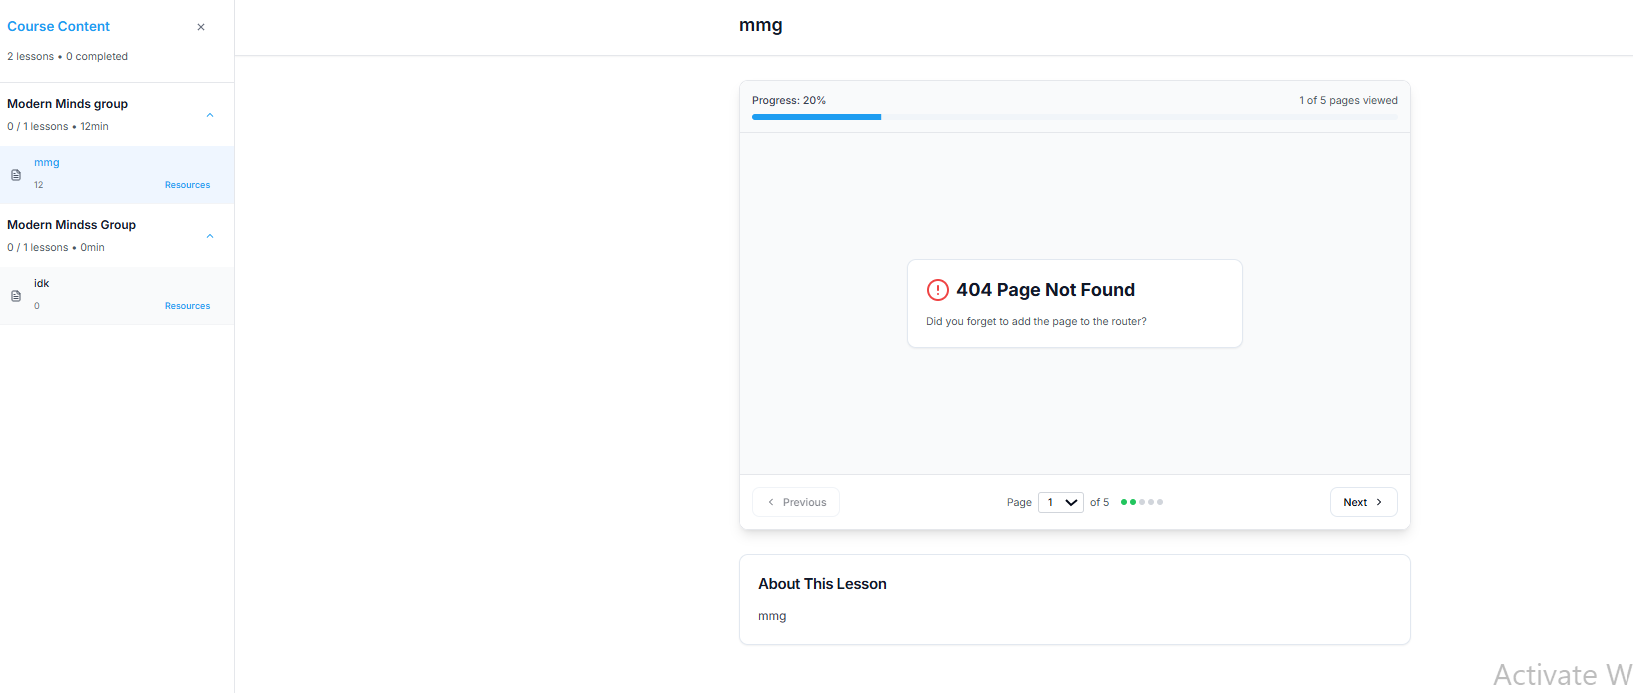 Course Content
2 lessons • 0 completed
Modern Minds group
0 / 1 lessons • 12min
mmg
12
Resources
Modern Mindss Group
0 / 1 lessons • 0min
idk
0
Resources
mmg
Progress: 20%
1 of 5 pages viewed
404 Page Not Found
Did you forget to add the page to the router?
Previous
Page 1 of 5
Next
About This Lesson
mmg
Activate W